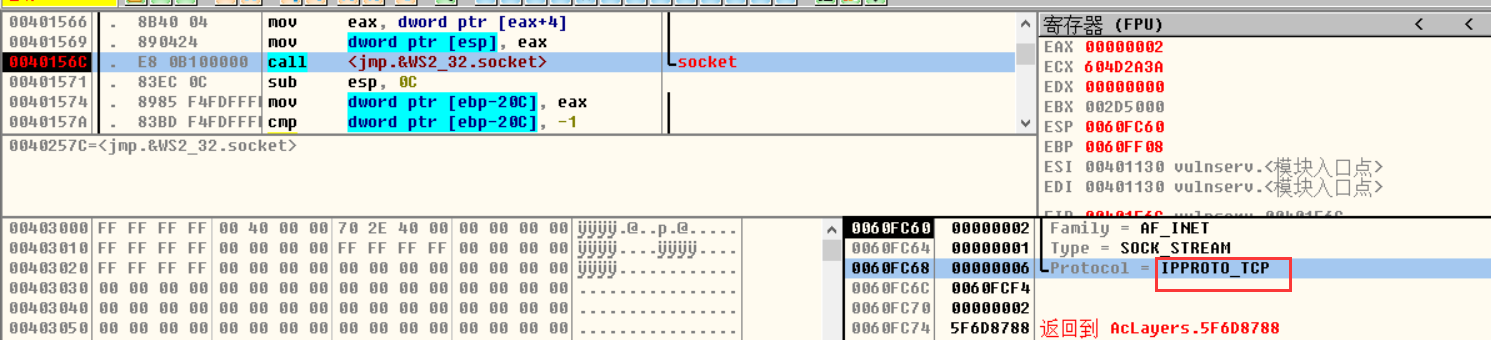 00401566 . 8B40 04 mov eax, dword ptr [eax+4]
00401569 . 890424 mov dword ptr [esp], eax
0040156C . E8 0B100000 call <jmp.&WS2_32.socket> socket
00401571 . 83EC 0C sub esp, 0C
00401574 . 8985 F4FDFFFF mov dword ptr [ebp-20C], eax
0040157A . 83BD F4FDFFFF cmp dword ptr [ebp-20C], -1
0040257C=<jmp.&WS2_32.socket>
寄存器 (FPU) < <
EAX 00000002
ECX 604D2A3A
EDX 00000000
EBX 002D5000
ESP 0060FC60
EBP 0060FF08
ESI 00401130 vulnserv.<模块入口点>
EDI 00401130 vulnserv.<模块入口点>
EIP 0040156C vulnserv.0040156C
00403000 FF FF FF FF 00 40 00 00 70 2E 40 00 00 00 00 00 ÿÿÿÿ.@..p.@.....
00403010 FF FF FF FF 00 00 00 00 FF FF FF FF 00 00 00 00 ÿÿÿÿ....ÿÿÿÿ....
00403020 FF FF FF FF 00 00 00 00 00 00 00 00 00 00 00 00 ÿÿÿÿ............
00403030 00 00 00 00 00 00 00 00 00 00 00 00 00 00 00 00 ................
00403040 00 00 00 00 00 00 00 00 00 00 00 00 00 00 00 00 ................
00403050 00 00 00 00 00 00 00 00 00 00 00 00 00 00 00 00 ................
0060FC60 00000002 Family = AF_INET
0060FC64 00000001 Type = SOCK_STREAM
0060FC68 00000006 Protocol = IPPROTO_TCP
0060FC6C 0060FCF4
0060FC70 00000002
0060FC74 5F6D8788 返回到 AcLayers.5F6D8788